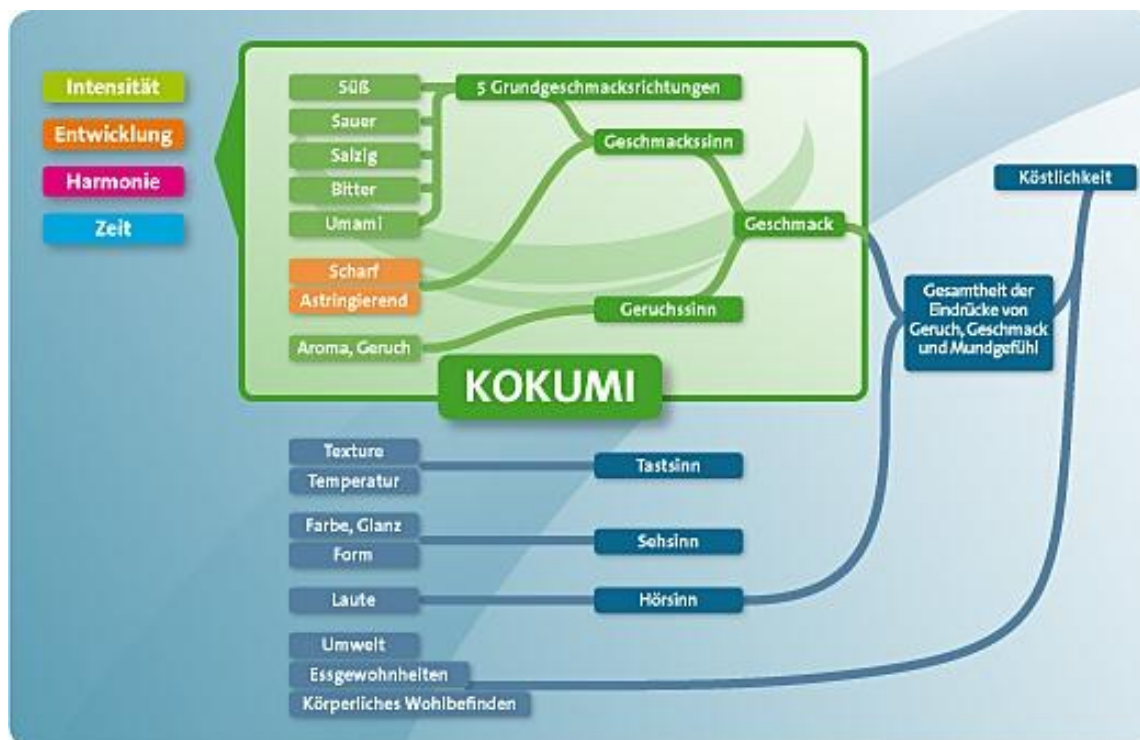 Intensität
Entwicklung
Harmonie
Zeit
Süß
Sauer
Salzig
Bitter
Umami
Scharf
Astringierend
Aroma, Geruch
5 Grundgeschmacksrichtungen
Geschmackssinn
Geruchssinn
Geschmack
KOKUMI
Texture
Temperatur
Tastsinn
Farbe, Glanz
Form
Sehsinn
Laute
Hörsinn
Umwelt
Essgewohnheiten
Körperliches Wohlbefinden
Gesamtheit der
Eindrücke von
Geruch, Geschmack
und Mundgefühl
Köstlichkeit